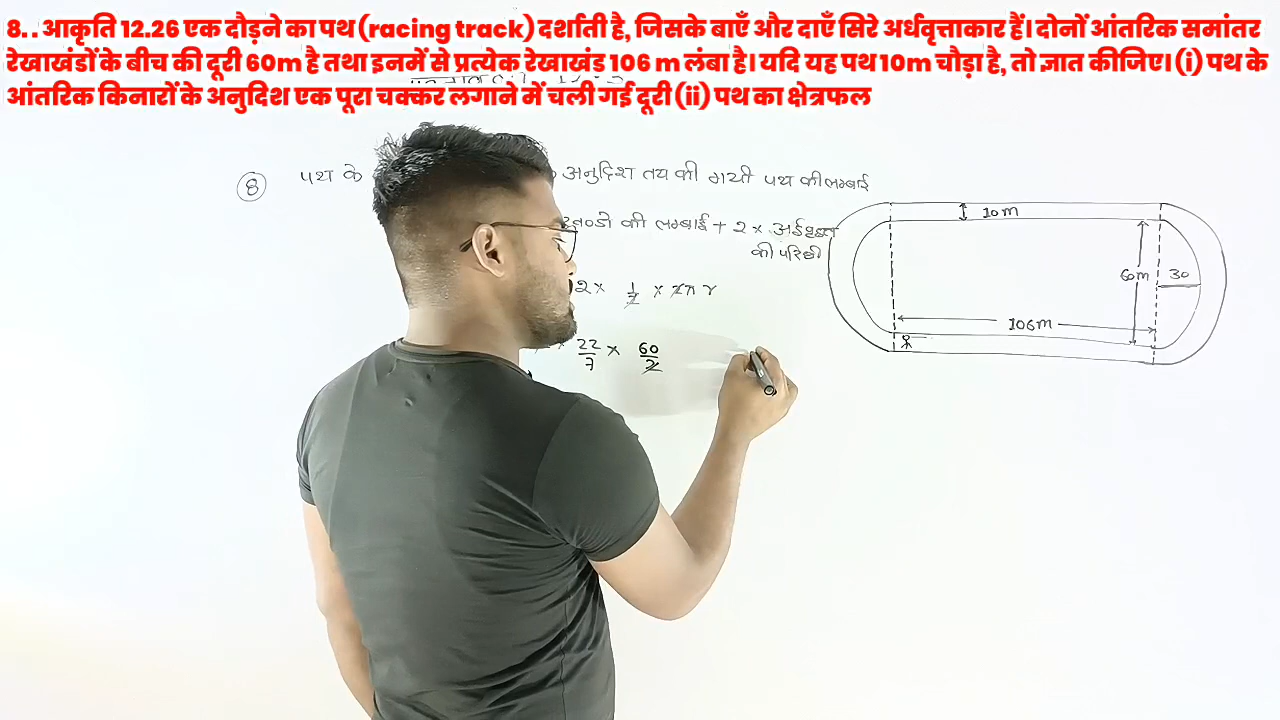 8. . आकृति 12.26 एक दौड़ने का पथ (racing track) दर्शाती है, जिसके बाएँ और दाएँ सिरे अर्धवृत्ताकार हैं। दोनों आंतरिक समांतर
रेखाखंडों के बीच की दूरी 60m है तथा इनमें से प्रत्येक रेखाखंड 106 m लंबा है। यदि यह पथ 10m चौड़ा है, तो ज्ञात कीजिए। (i) पथ के
आंतरिक किनारों के अनुदिश एक पूरा चक्कर लगाने में चली गई दूरी (ii) पथ का क्षेत्रफल
8 पथ के अनुदिश तय की गयी पथ की लम्बाई
की लम्बाई + 2 x अर्द्धवृत्त
की परिधी
2 x 1/2 x 2π r
x 22/7 x 60/2
10m
60m
30
106m